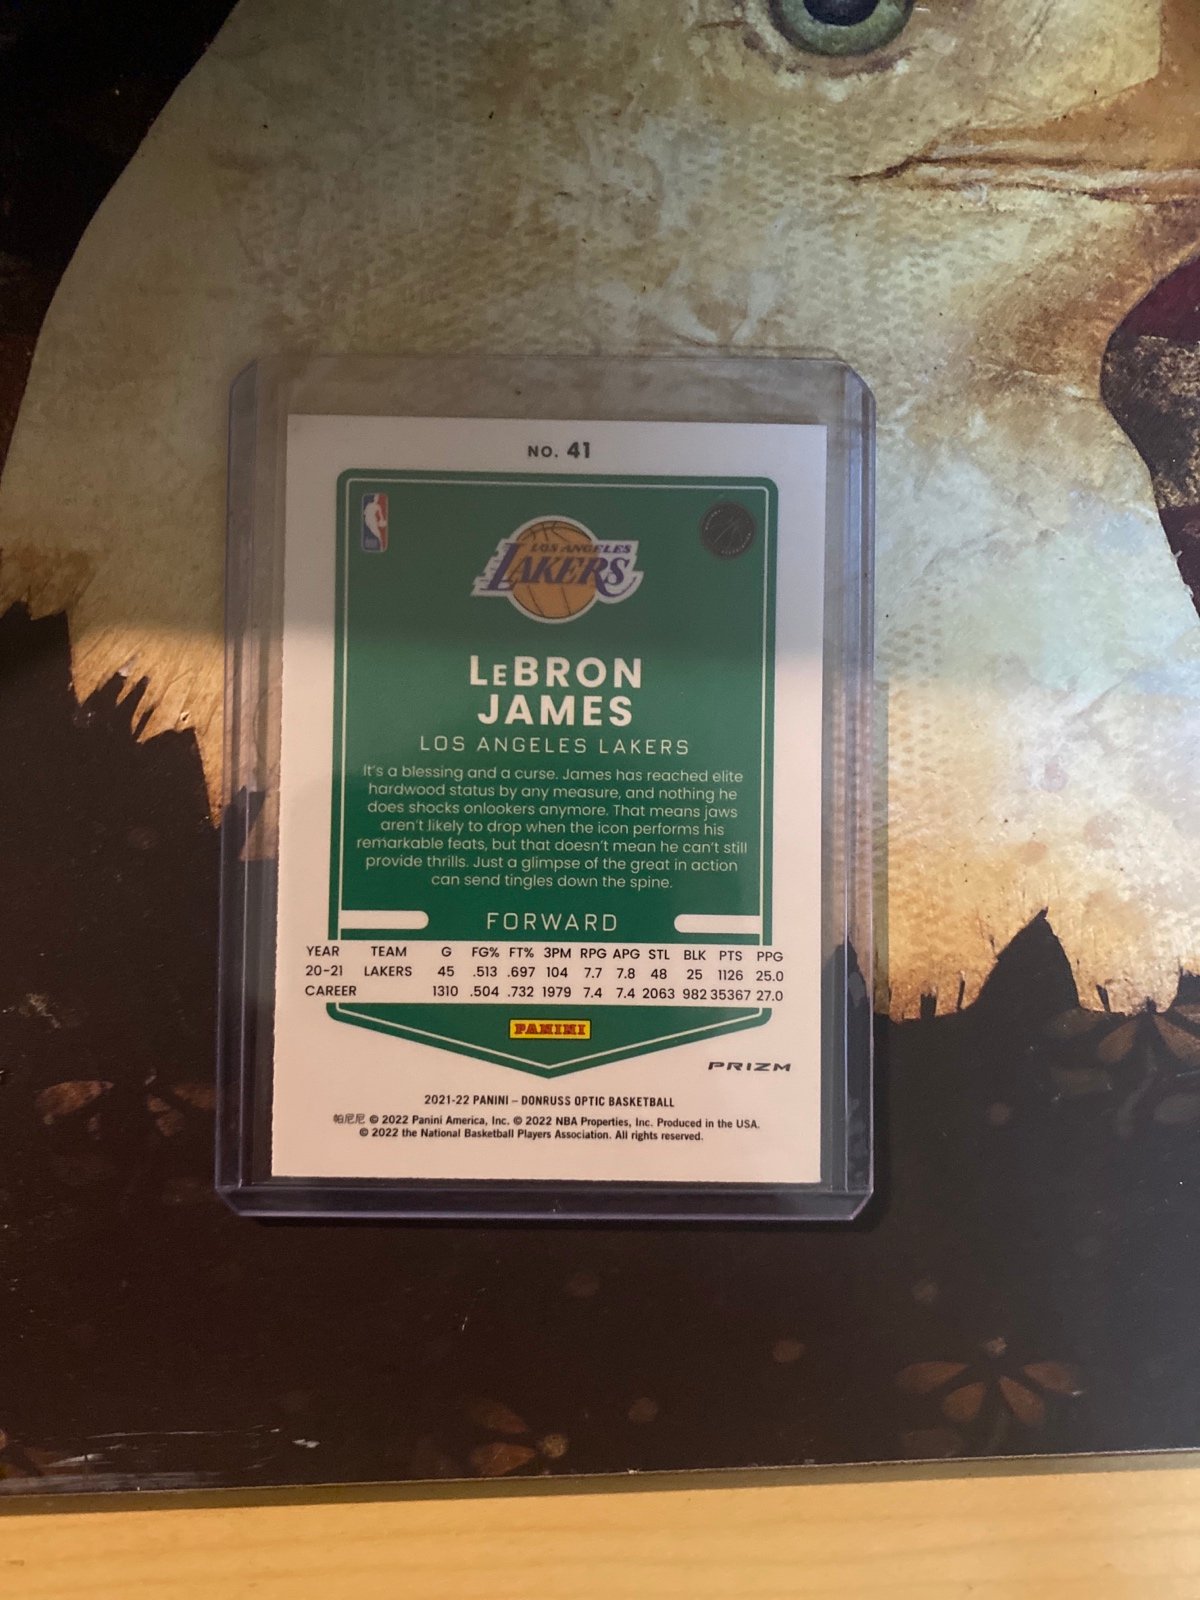 NO. 41
LOS ANGELES
LAKERS
LeBRON
JAMES
LOS ANGELES LAKERS
It's a blessing and a curse. James has reached elite
hardwood status by any measure, and nothing he
does shocks onlookers anymore. That means jaws
aren't likely to drop when the icon performs his
remarkable feats, but that doesn't mean he can't still
provide thrills. Just a glimpse of the great in action
can send tingles down the spine.
FORWARD
YEAR TEAM G FG% FT% 3PM RPG APG STL BLK PTS PPG
20-21 LAKERS 45 .513 .697 104 7.7 7.8 48 25 1126 25.0
CAREER 1310 .504 .732 1979 7.4 7.4 2063 982 35367 27.0
PANINI
PRIZM
2021-22 PANINI – DONRUSS OPTIC BASKETBALL
帕尼尼 © 2022 Panini America, Inc. © 2022 NBA Properties, Inc. Produced in the USA.
© 2022 the National Basketball Players Association. All rights reserved.